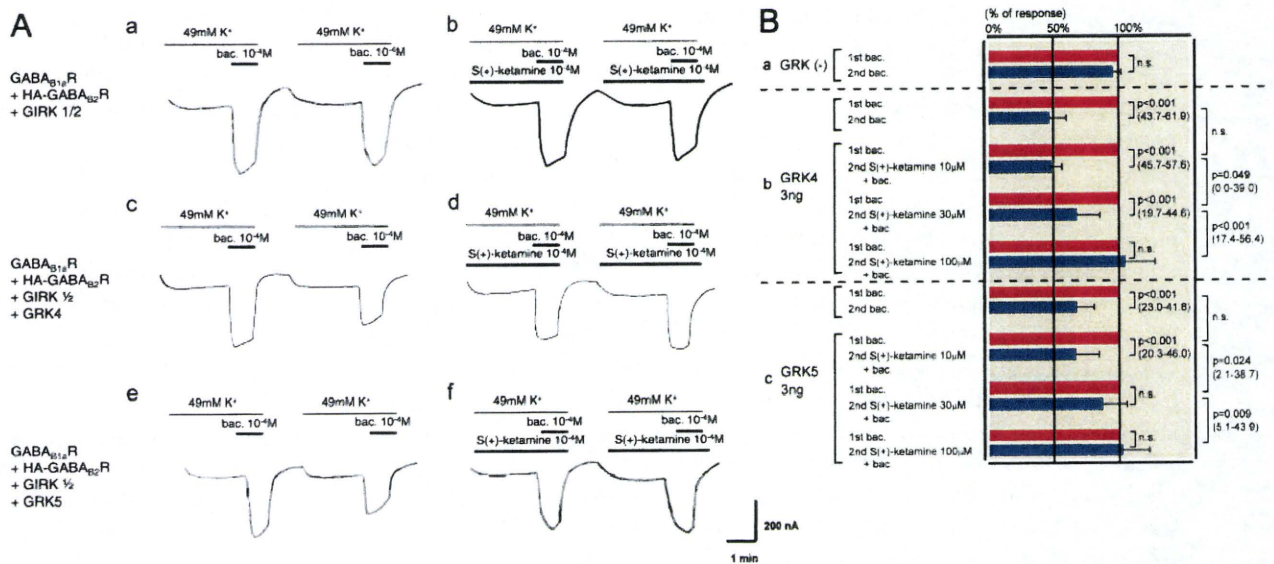 A
a
49mM K⁺
49mM K⁺
bac. 10⁻⁴M
bac. 10⁻⁴M
GABA_B1aR
+ HA-GABA_B2R
+ GIRK 1/2
b
49mM K⁺
49mM K⁺
bac. 10⁻⁴M
bac. 10⁻⁴M
S(+)-ketamine 10⁻⁴M
S(+)-ketamine 10⁻⁴M
c
49mM K⁺
49mM K⁺
bac. 10⁻⁴M
bac. 10⁻⁴M
GABA_B1aR
+ HA-GABA_B2R
+ GIRK ½
+ GRK4
d
49mM K⁺
49mM K⁺
bac. 10⁻⁴M
bac. 10⁻⁴M
S(+)-ketamine 10⁻⁴M
S(+)-ketamine 10⁻⁴M
e
49mM K⁺
49mM K⁺
bac. 10⁻⁴M
bac. 10⁻⁴M
GABA_B1aR
+ HA-GABA_B2R
+ GIRK ½
+ GRK5
f
49mM K⁺
49mM K⁺
bac. 10⁻⁴M
bac. 10⁻⁴M
S(+)-ketamine 10⁻⁴M
S(+)-ketamine 10⁻⁴M
200 nA
1 min
B
(% of response)
0% 50% 100%
a GRK (-)
1st bac.
2nd bac.
n.s.
b GRK4
3ng
1st bac.
2nd bac.
p<0.001
(43.7-61.9)
n.s.
1st bac.
2nd S(+)-ketamine 10µM
+ bac.
p<0.001
(45.7-57.6)
p=0.049
(0.0-39.0)
1st bac.
2nd S(+)-ketamine 30µM
+ bac
p<0.001
(19.7-44.6)
p<0.001
(17.4-56.4)
1st bac.
2nd S(+)-ketamine 100µM
+ bac.
n.s.
c GRK5
3ng
1st bac.
2nd bac.
p<0.001
(23.0-41.8)
n.s.
1st bac.
2nd S(+)-ketamine 10µM
+ bac
p<0.001
(20.3-46.0)
p=0.024
(2.1-38.7)
1st bac.
2nd S(+)-ketamine 30µM
+ bac
n.s.
p=0.009
(5.1-43.9)
1st bac.
2nd S(+)-ketamine 100µM
+ bac
n.s.